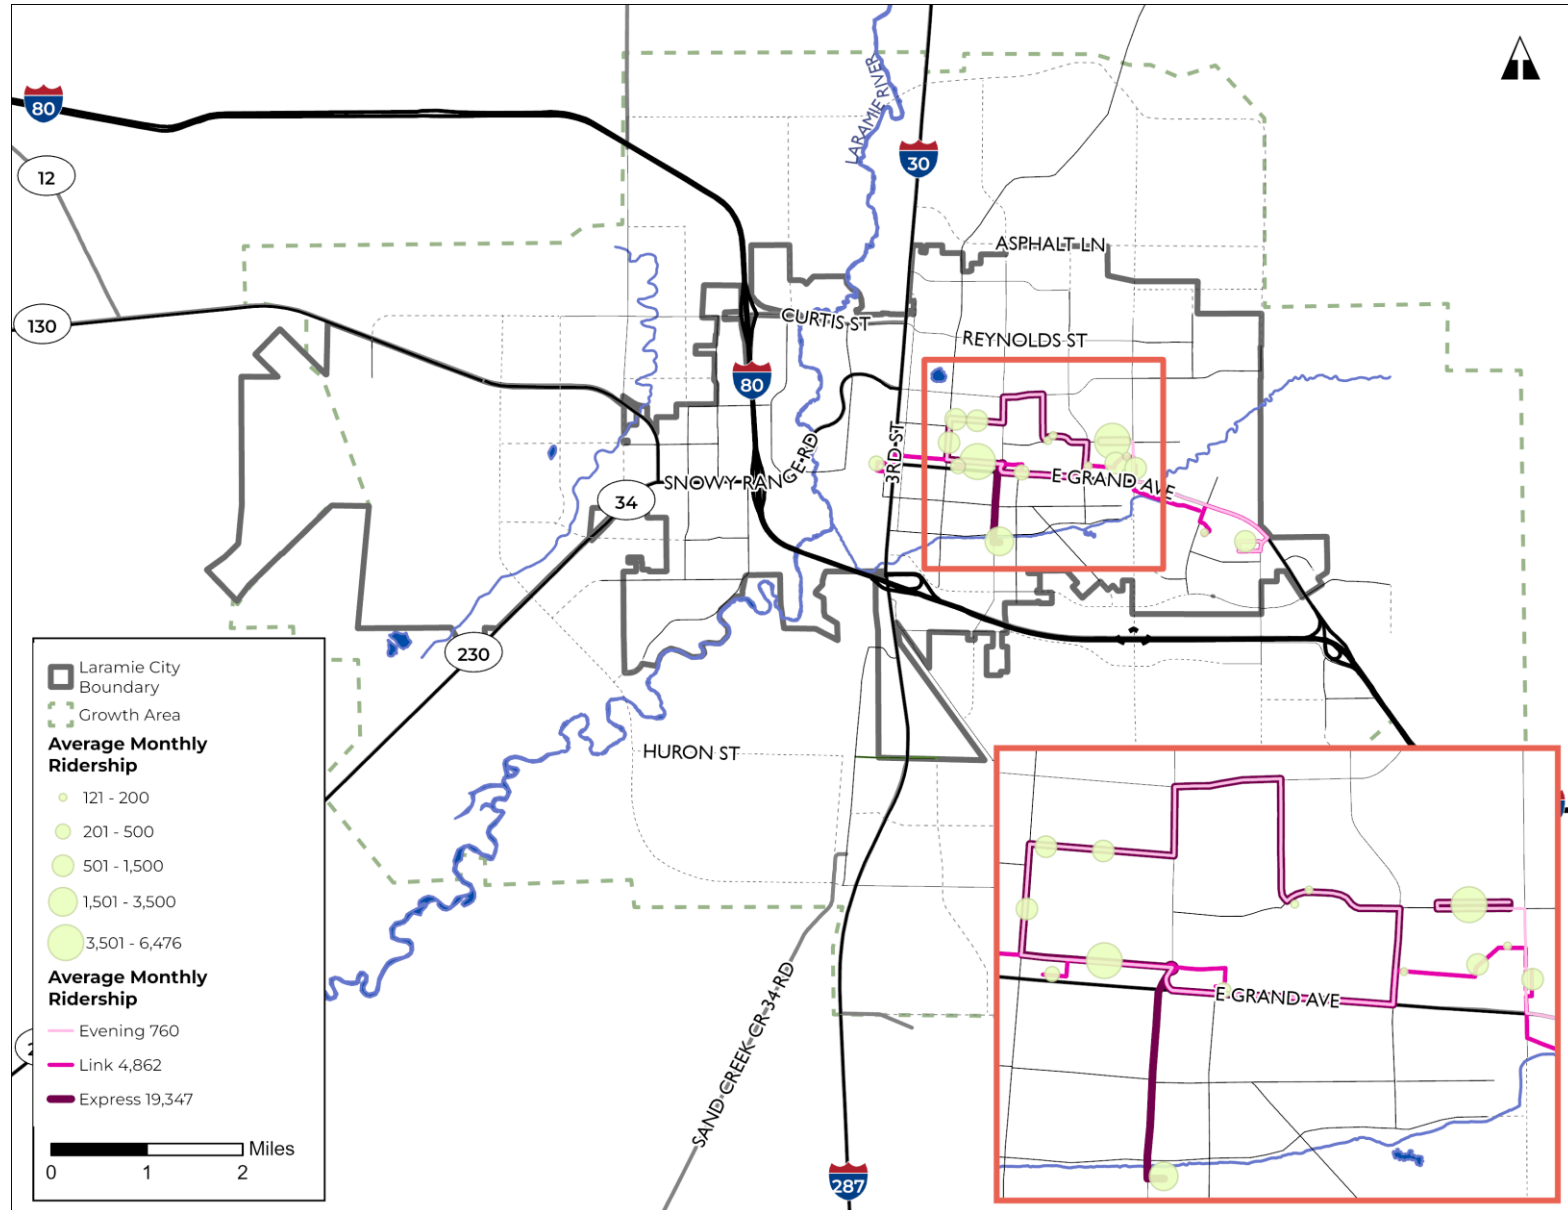 80
12
130
LARAMIE RIVER
30
ASPHALT LN
CURTIS ST
REYNOLDS ST
80
3RD ST
SNOWY RANGE RD
E GRAND AVE
34
230
HURON ST
SAND CREEK CR 34 RD
287
E GRAND AVE
Laramie City
Boundary
Growth Area
Average Monthly
Ridership
121 - 200
201 - 500
501 - 1,500
1,501 - 3,500
3,501 - 6,476
Average Monthly
Ridership
Evening 760
Link 4,862
Express 19,347
Miles
0 1 2